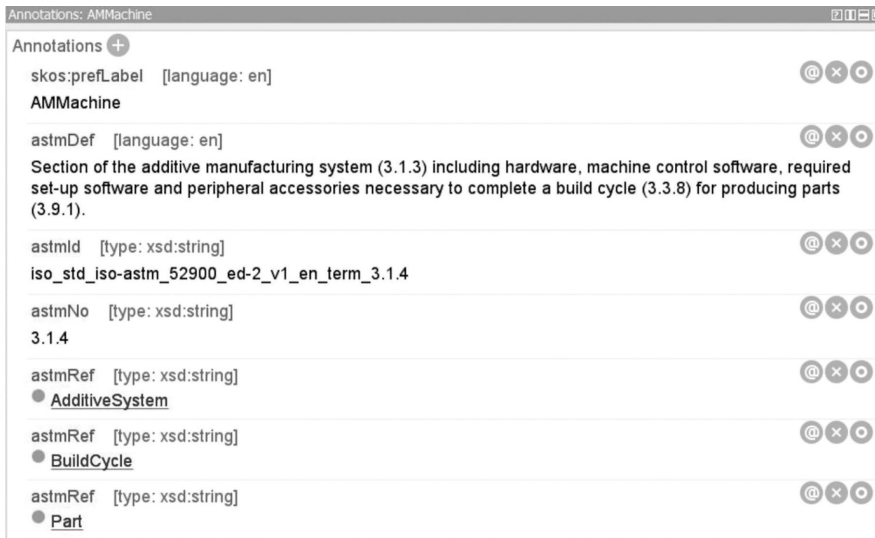 Annotations: AMMachine
Annotations
skos:prefLabel [language: en]
AMMachine
astmDef [language: en]
Section of the additive manufacturing system (3.1.3) including hardware, machine control software, required
set-up software and peripheral accessories necessary to complete a build cycle (3.3.8) for producing parts
(3.9.1).
astmId [type: xsd:string]
iso_std_iso-astm_52900_ed-2_v1_en_term_3.1.4
astmNo [type: xsd:string]
3.1.4
astmRef [type: xsd:string]
AdditiveSystem
astmRef [type: xsd:string]
BuildCycle
astmRef [type: xsd:string]
Part